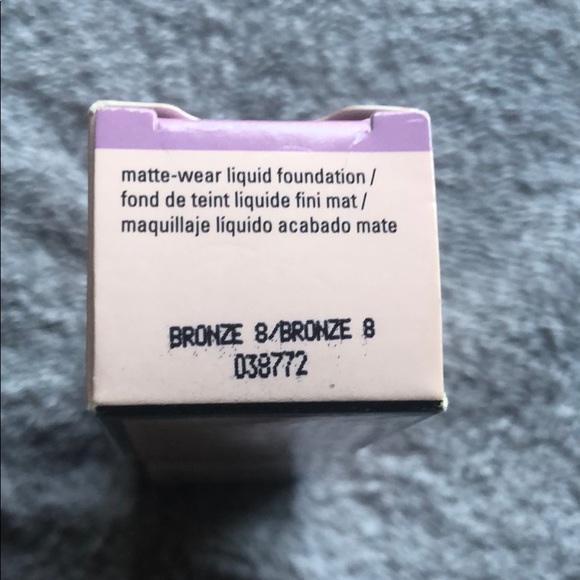 matte-wear liquid foundation /
fond de teint liquide fini mat /
maquillaje líquido acabado mate
BRONZE 8/BRONZE 8
038772